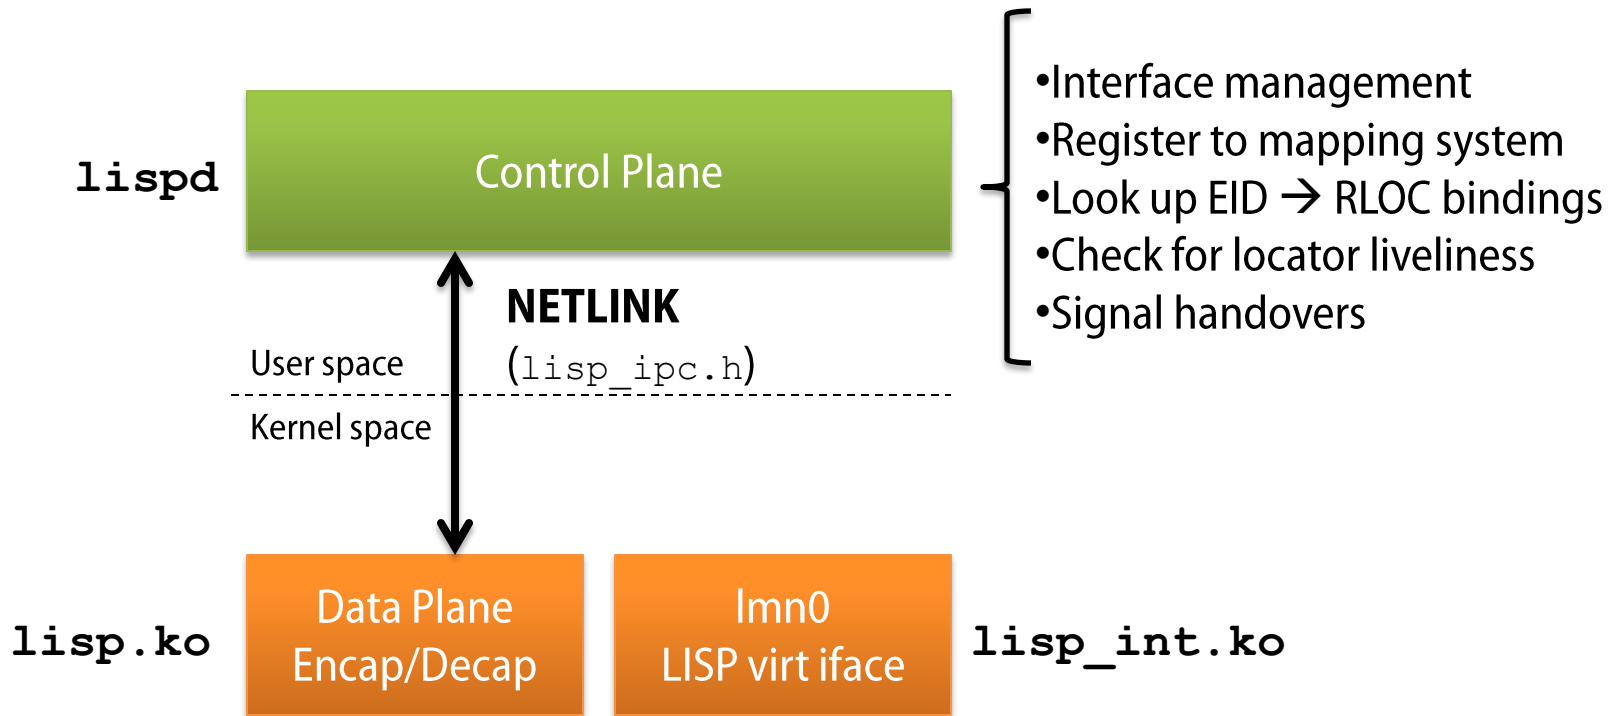 •Interface management
•Register to mapping system
•Look up EID → RLOC bindings
•Check for locator liveliness
•Signal handovers
lispd
Control Plane
NETLINK
(lisp_ipc.h)
User space
Kernel space
lisp.ko
Data Plane
Encap/Decap
lmn0
LISP virt iface
lisp_int.ko